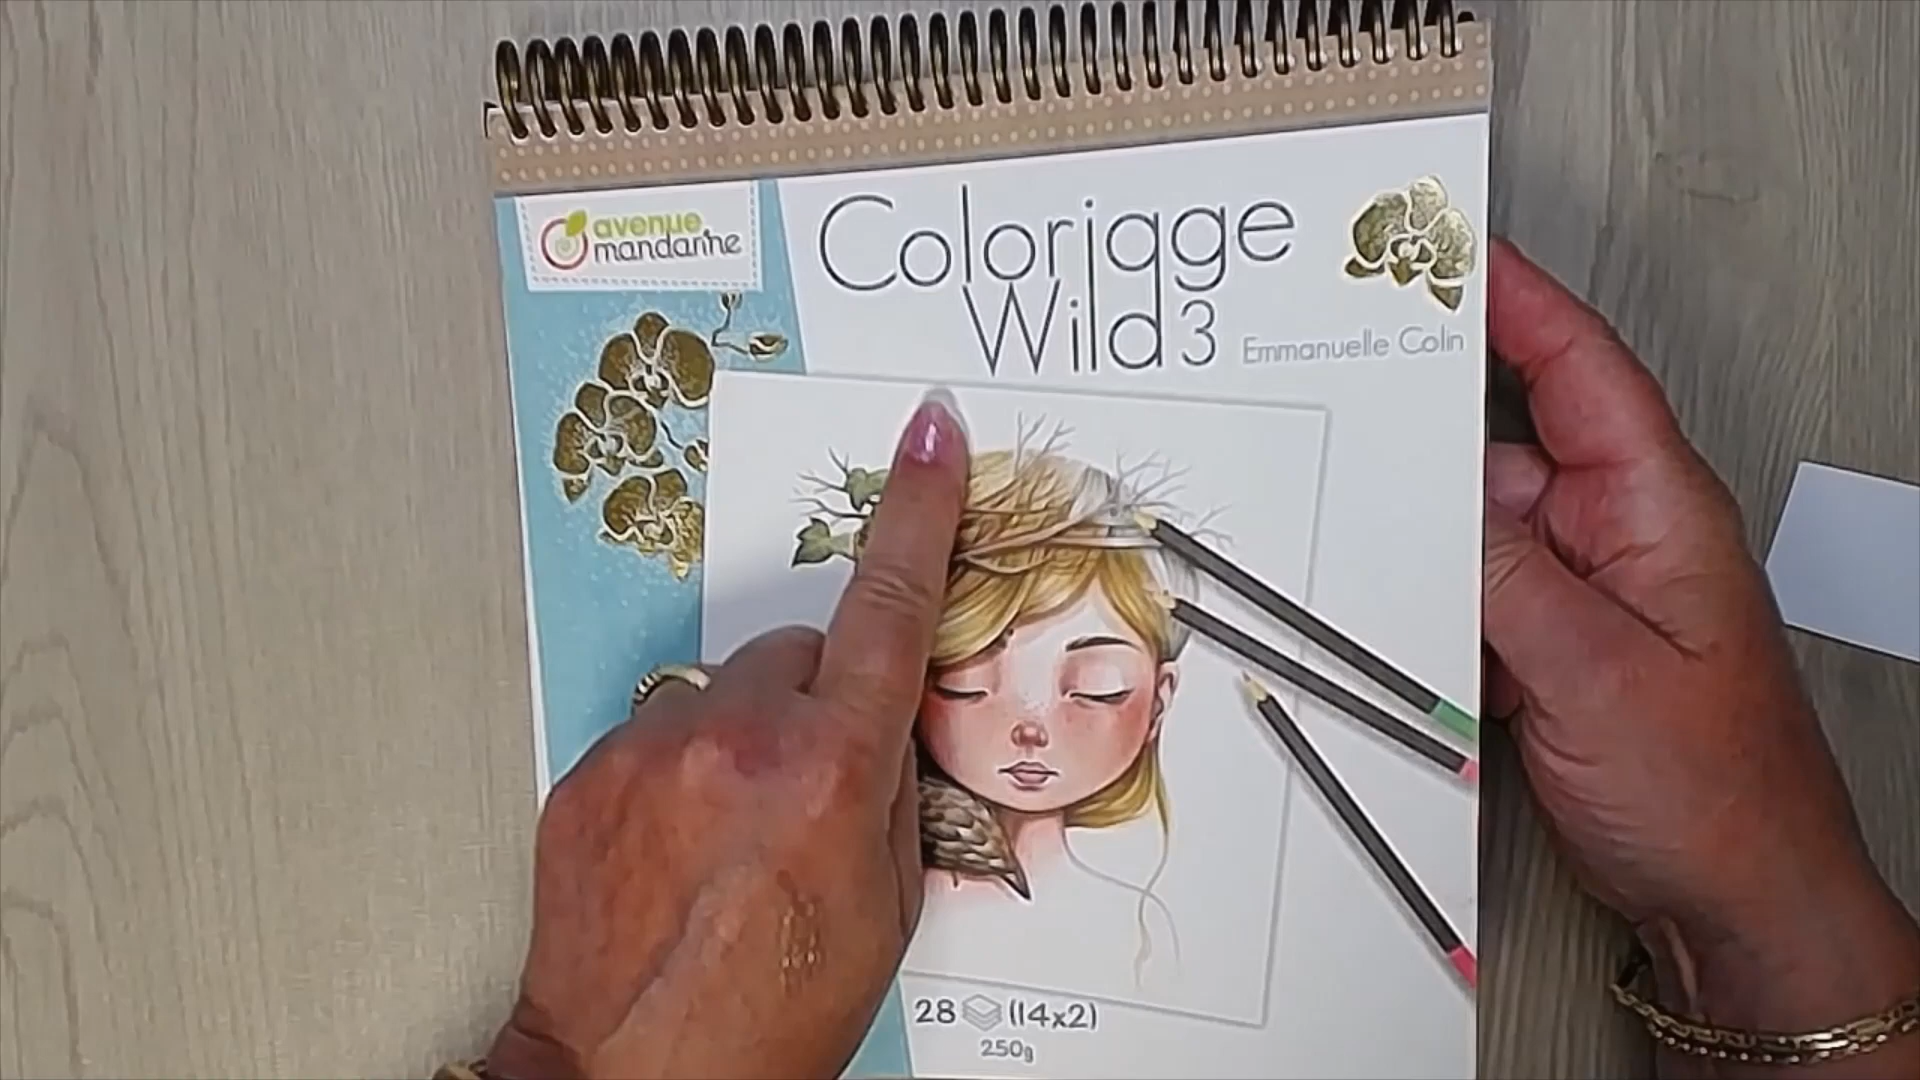 avenue
mandarine
Coloriage
Wild 3
Emmanuelle Colin
28 (14x2)
250g